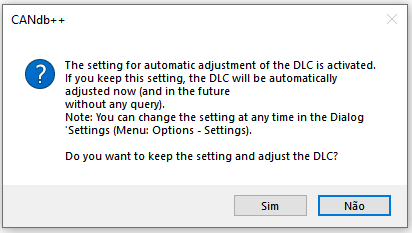 CANdb++
The setting for automatic adjustment of the DLC is activated.
If you keep this setting, the DLC will be automatically
adjusted now (and in the future
without any query).
Note: You can change the setting at any time in the Dialog
'Settings (Menu: Options - Settings).
Do you want to keep the setting and adjust the DLC?
Sim
Não